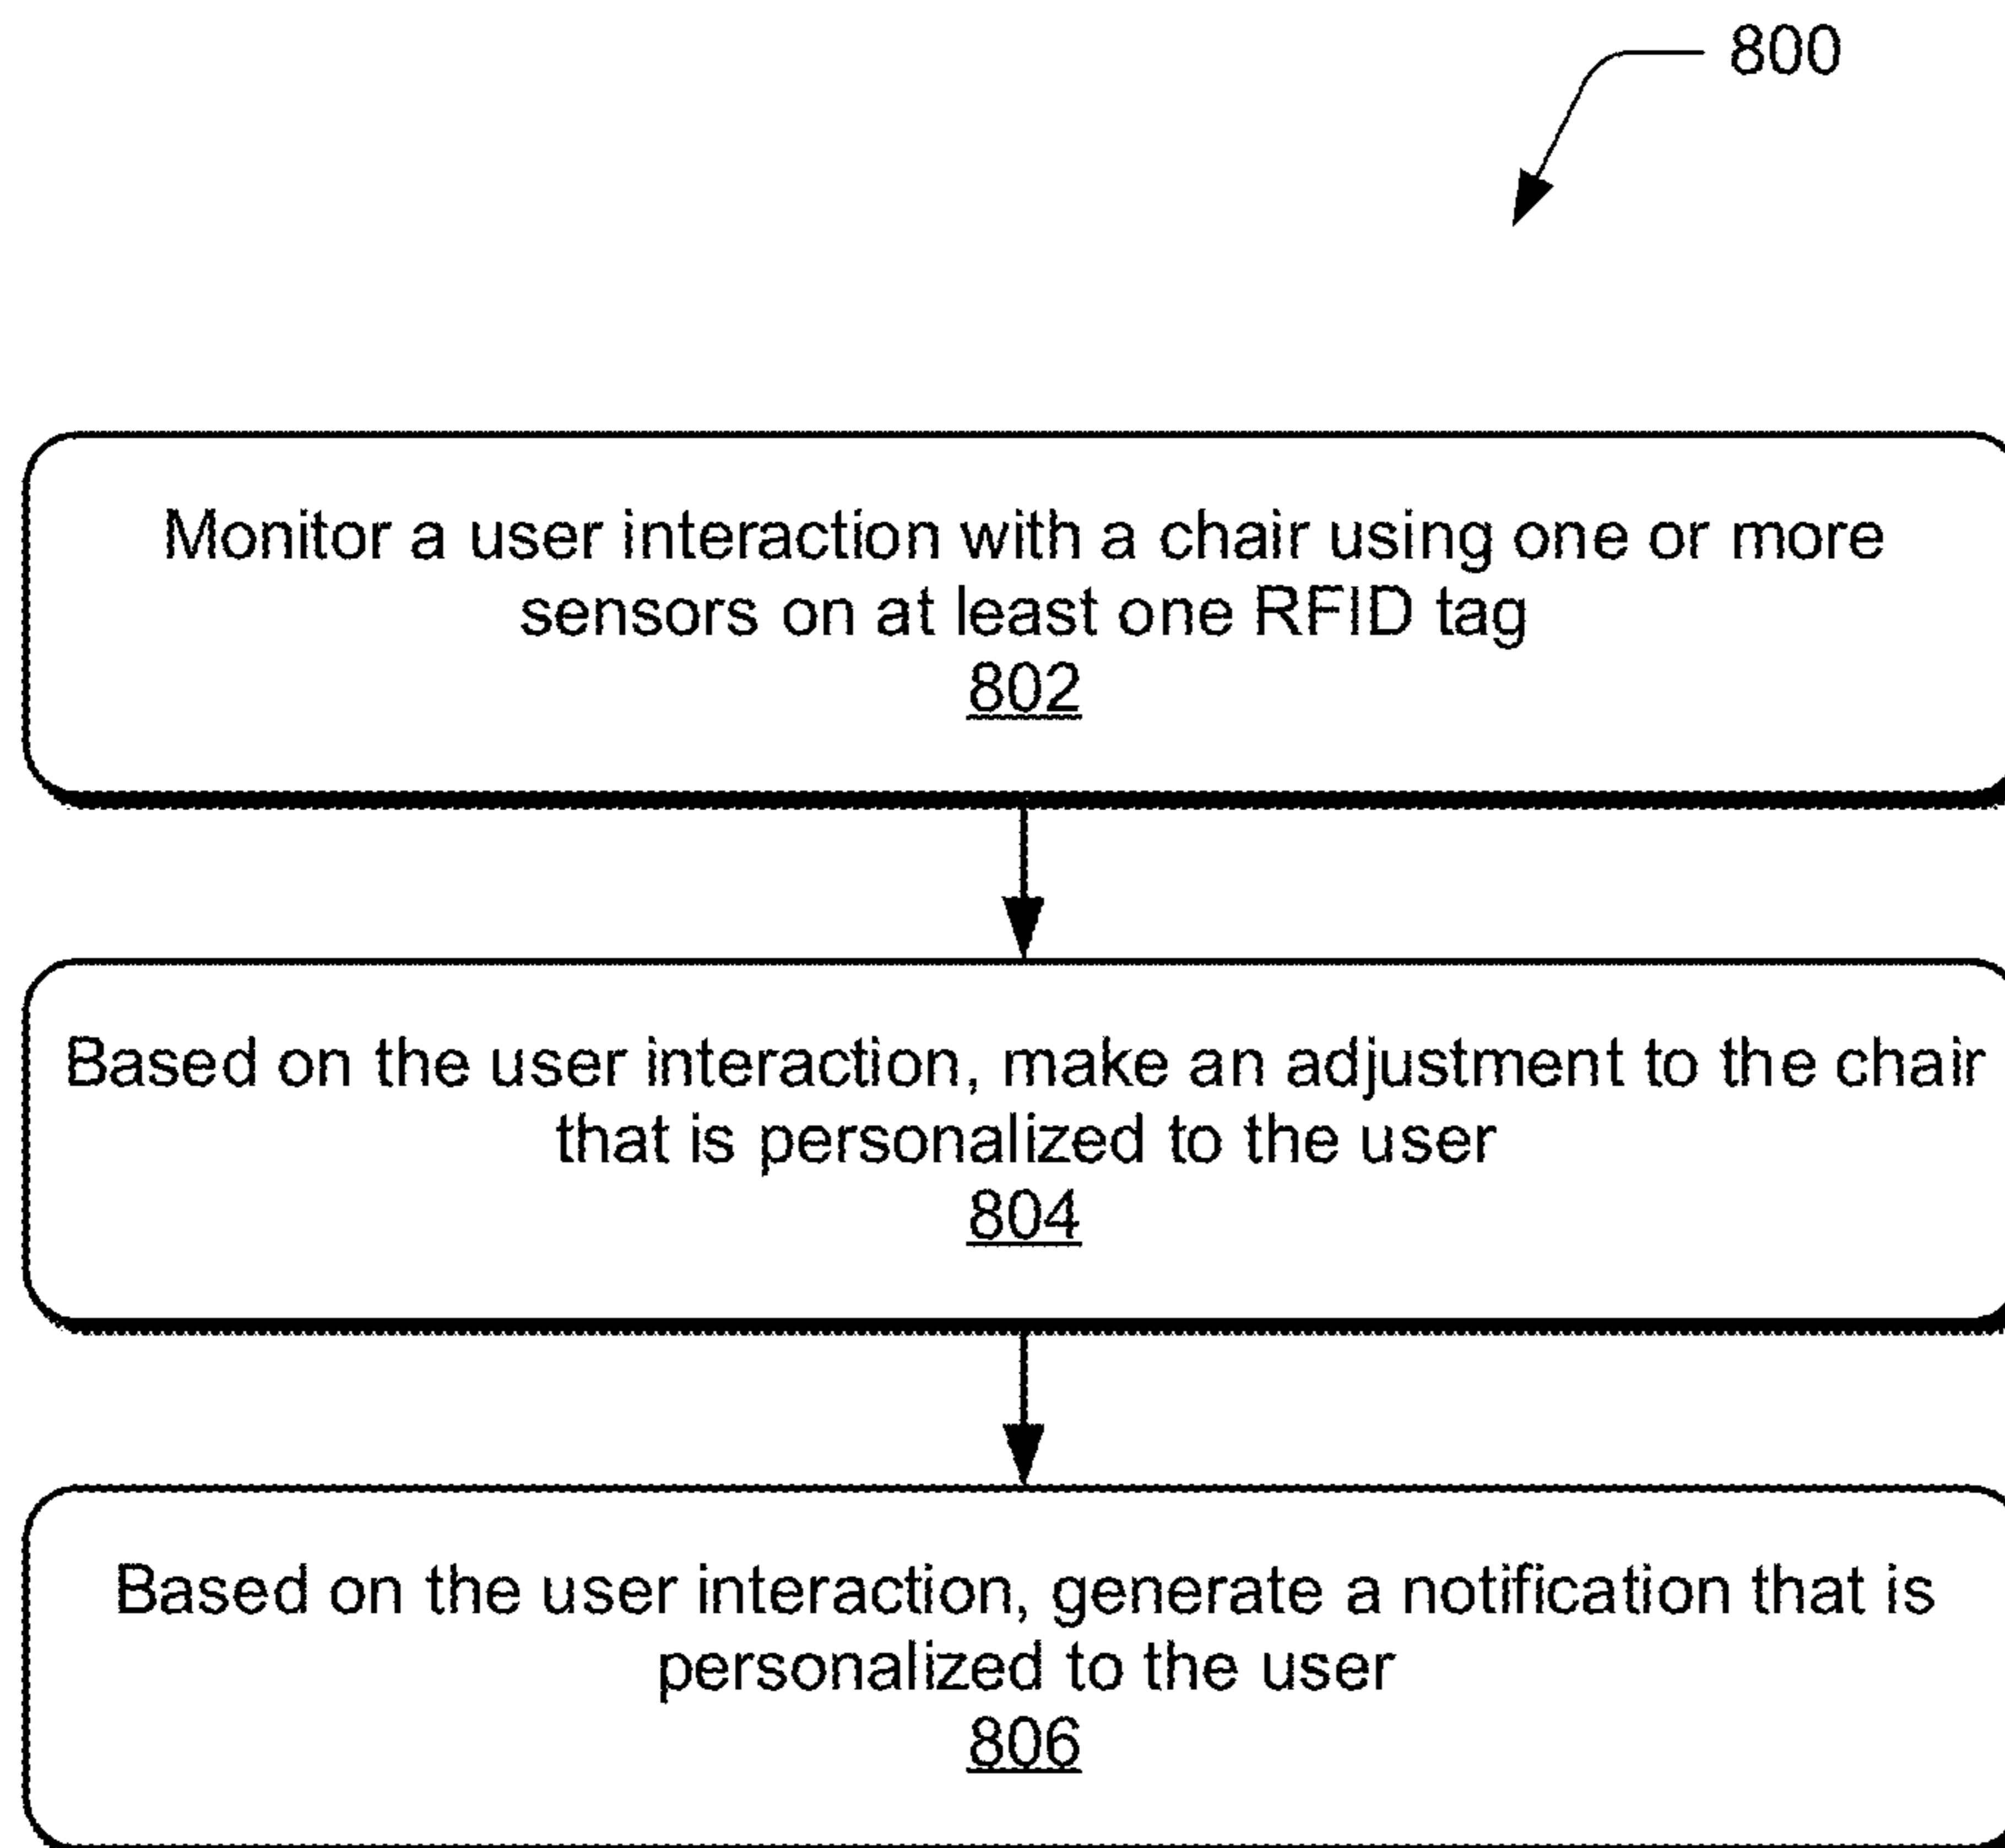 800
Monitor a user interaction with a chair using one or more
sensors on at least one RFID tag
802
Based on the user interaction, make an adjustment to the chair
that is personalized to the user
804
Based on the user interaction, generate a notification that is
personalized to the user
806